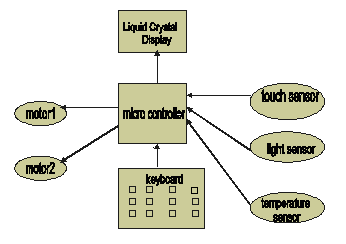 Liquid Crystal
Display
touch sensor
motor1
micro controller
light sensor
motor2
keyboard
temperature
sensor